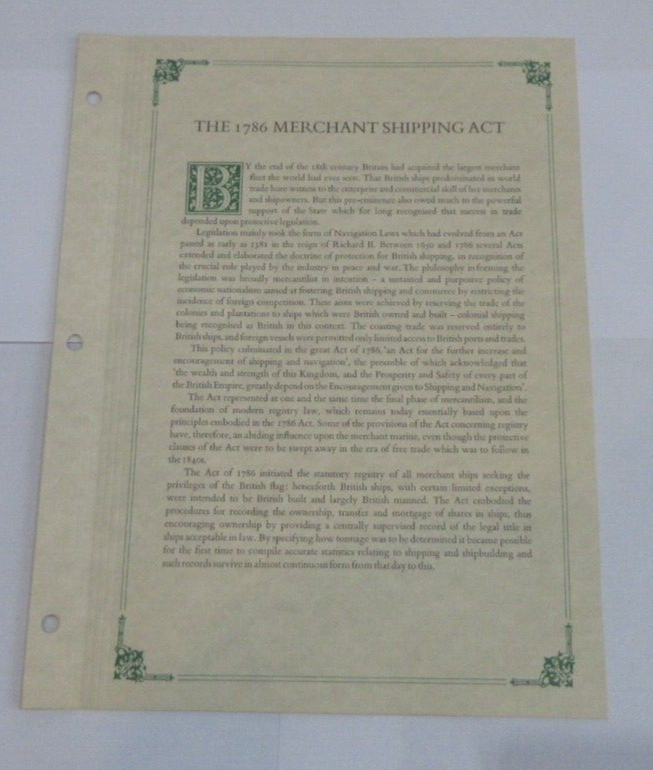 THE 1786 MERCHANT SHIPPING ACT
BY the end of the 18th century Britain had acquired the largest merchant
fleet the world had ever seen. That British ships predominated in world
trade bore witness to the enterprise and commercial skill of her merchants
and shipowners. But this pre-eminence also owed much to the powerful
support of the State which for long recognised that success in trade
depended upon protective legislation.
Legislation mainly took the form of Navigation Laws which had evolved from an Act
passed as early as 1381 in the reign of Richard II. Between 1650 and 1786 several Acts
extended and elaborated the doctrine of protection for British shipping, in recognition of
the crucial role played by the industry in peace and war. The philosophy informing the
legislation was broadly mercantilist in intention – a sustained and purposive policy of
economic nationalism aimed at fostering British shipping and commerce by restricting the
incidence of foreign competition. These aims were achieved by reserving the trade of the
colonies and plantations to ships which were British owned and built – colonial shipping
being recognised as British in this context. The coasting trade was reserved entirely to
British ships, and foreign vessels were permitted only limited access to British ports and trades.
This policy culminated in the great Act of 1786, 'an Act for the further increase and
encouragement of shipping and navigation', the preamble of which acknowledged that
'the wealth and strength of this Kingdom, and the Prosperity and Safety of every part of
the British Empire, greatly depend on the Encouragement given to Shipping and Navigation'.
The Act represented at one and the same time the final phase of mercantilism, and the
foundation of modern registry law, which remains today essentially based upon the
principles embodied in the 1786 Act. Some of the provisions of the Act concerning registry
have, therefore, an abiding influence upon the merchant marine, even though the protective
clauses of the Act were to be swept away in the era of free trade which was to follow in
the 1840s.
The Act of 1786 initiated the statutory registry of all merchant ships seeking the
privileges of the British flag: henceforth British ships, with certain limited exceptions,
were intended to be British built and largely British manned. The Act embodied the
procedures for recording the ownership, transfer and mortgage of shares in ships, thus
encouraging ownership by providing a centrally supervised record of the legal title in
ships acceptable in law. By specifying how tonnage was to be determined it became possible
for the first time to compile accurate statistics relating to shipping and shipbuilding and
such records survive in almost continuous form from that day to this.